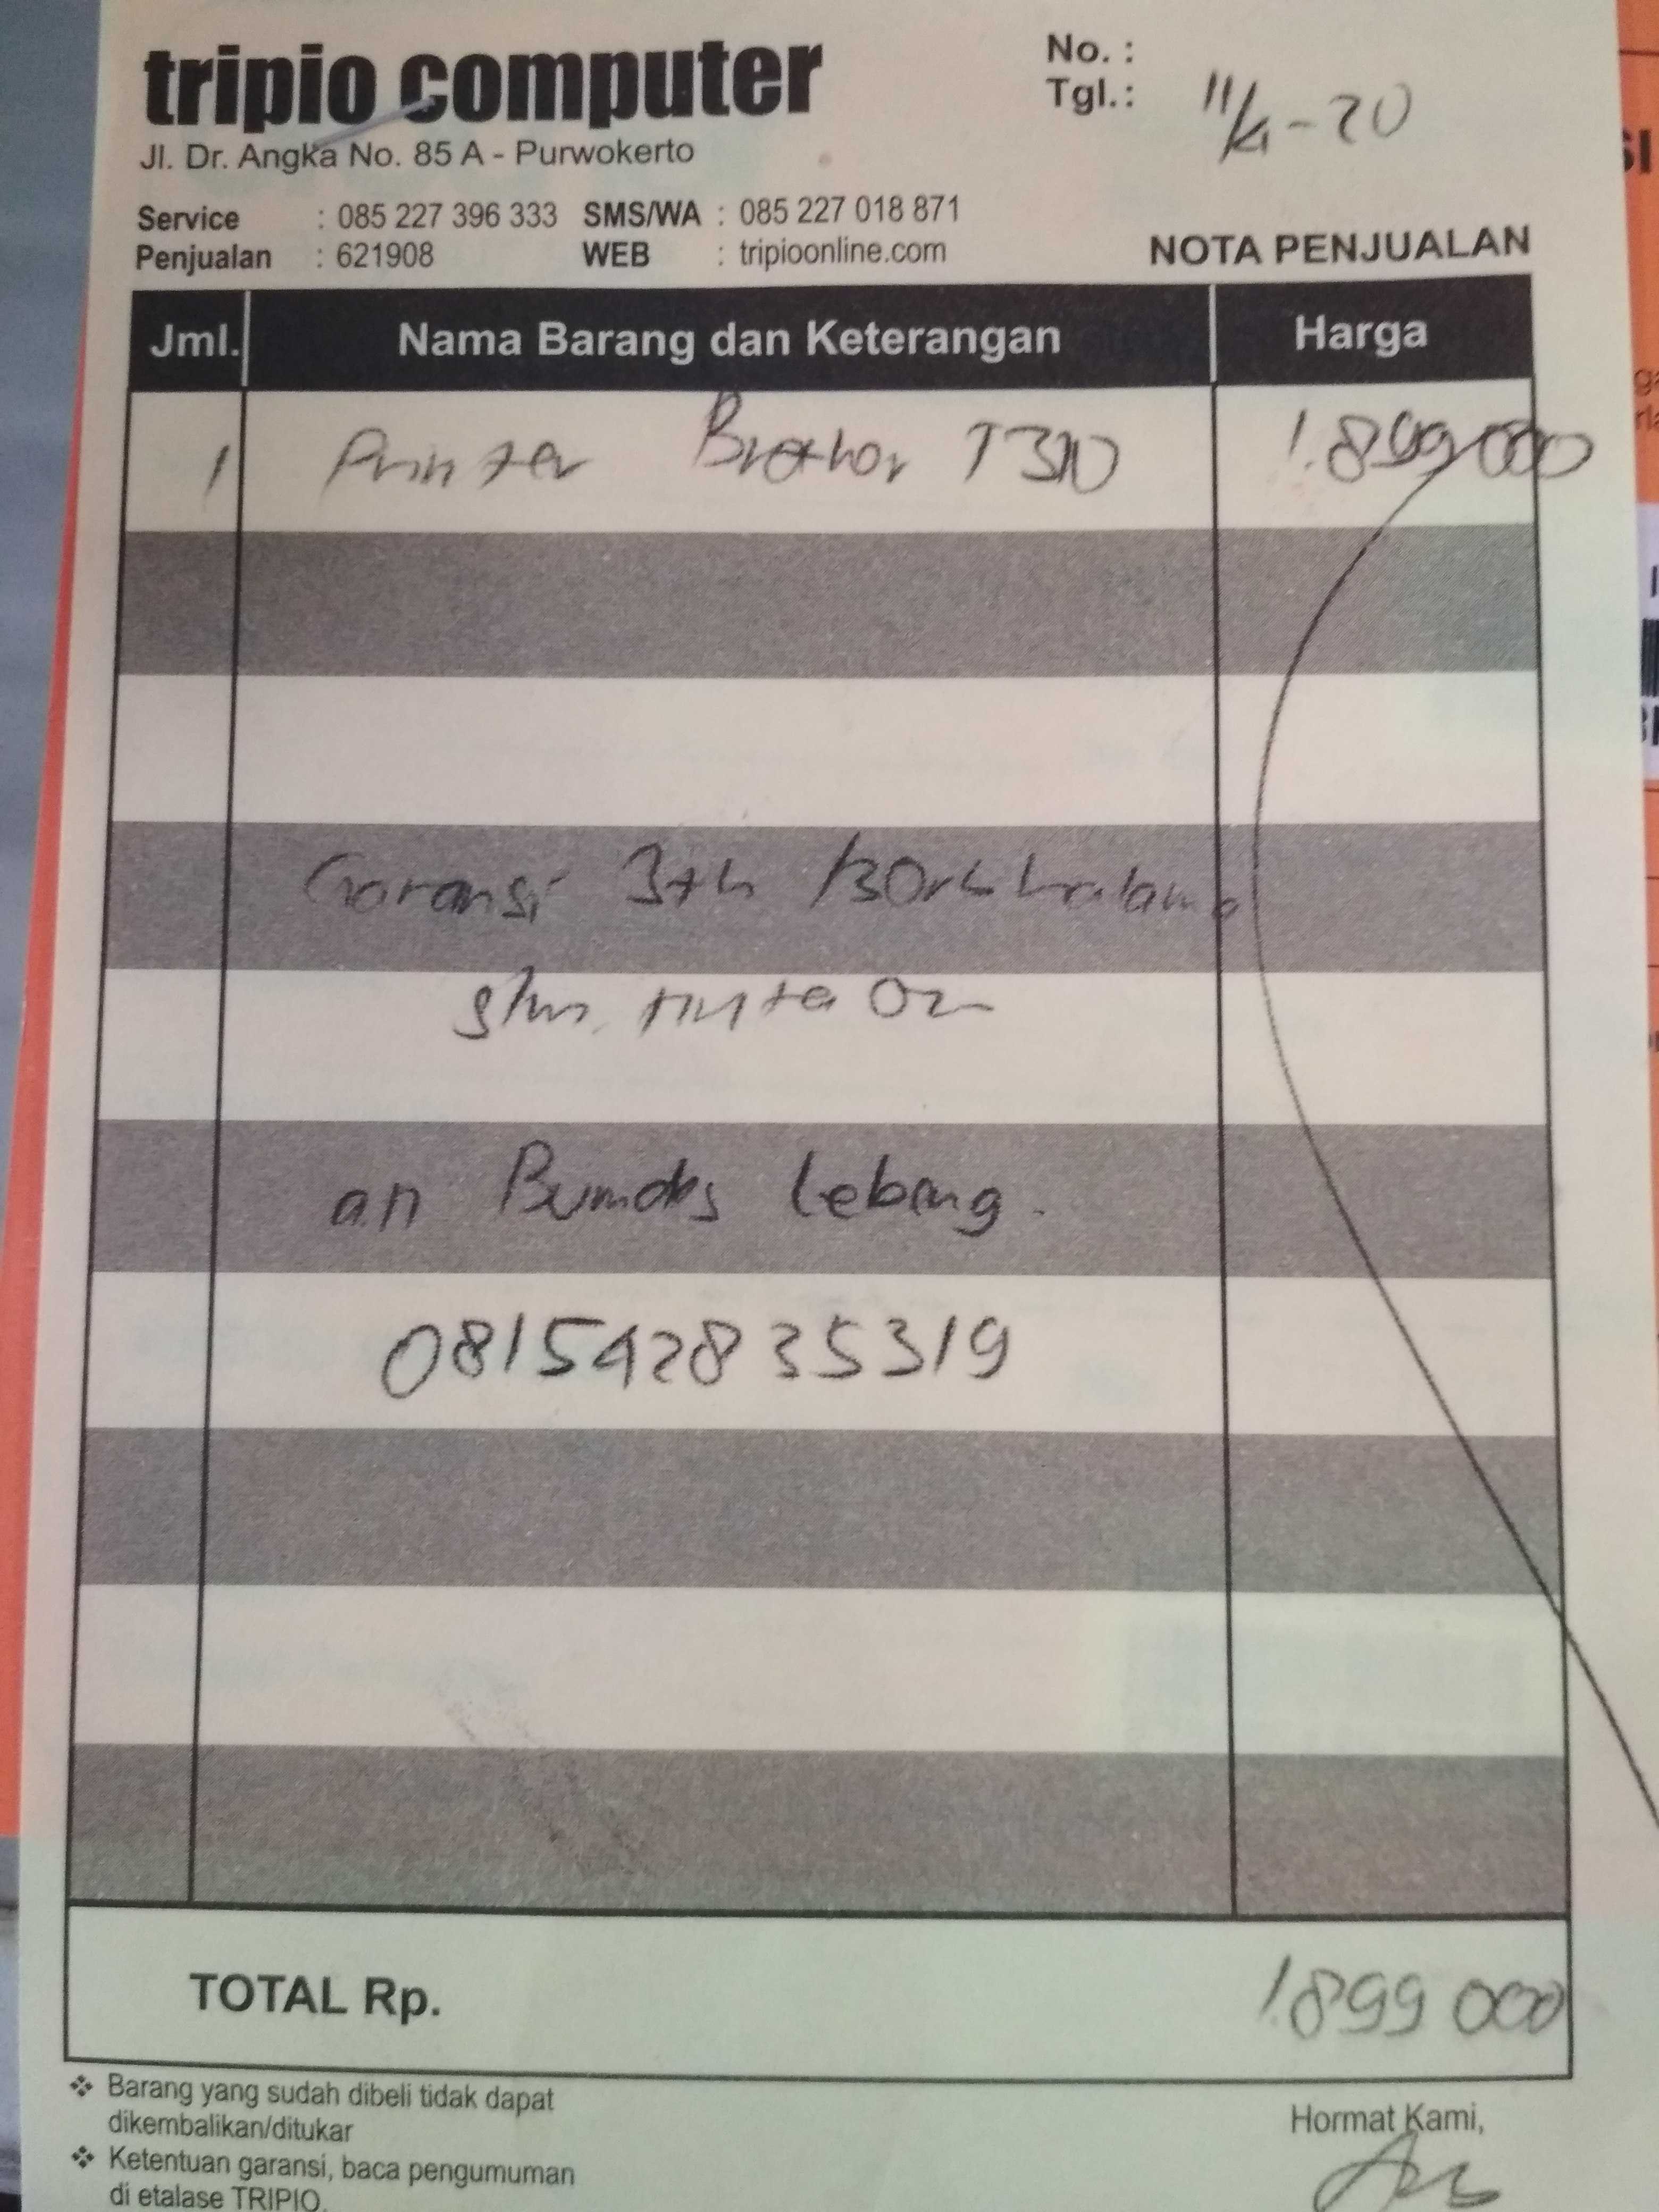 tripio computer
Jl. Dr. Angka No. 85 A - Purwokerto
No. :
Tgl. : 11/4-20
Service : 085 227 396 333 SMS/WA : 085 227 018 871
Penjualan : 621908 WEB : tripioonline.com
NOTA PENJUALAN
Jml. Nama Barang dan Keterangan Harga
1 Printer Brother T310 1.899.000
Garansi 3th /30rb
tinta
an Bumdes Lebeng.
081542835319
TOTAL Rp. 1.899 000
❖ Barang yang sudah dibeli tidak dapat
dikembalikan/ditukar
❖ Ketentuan garansi, baca pengumuman
di etalase TRIPIO.
Hormat Kami,